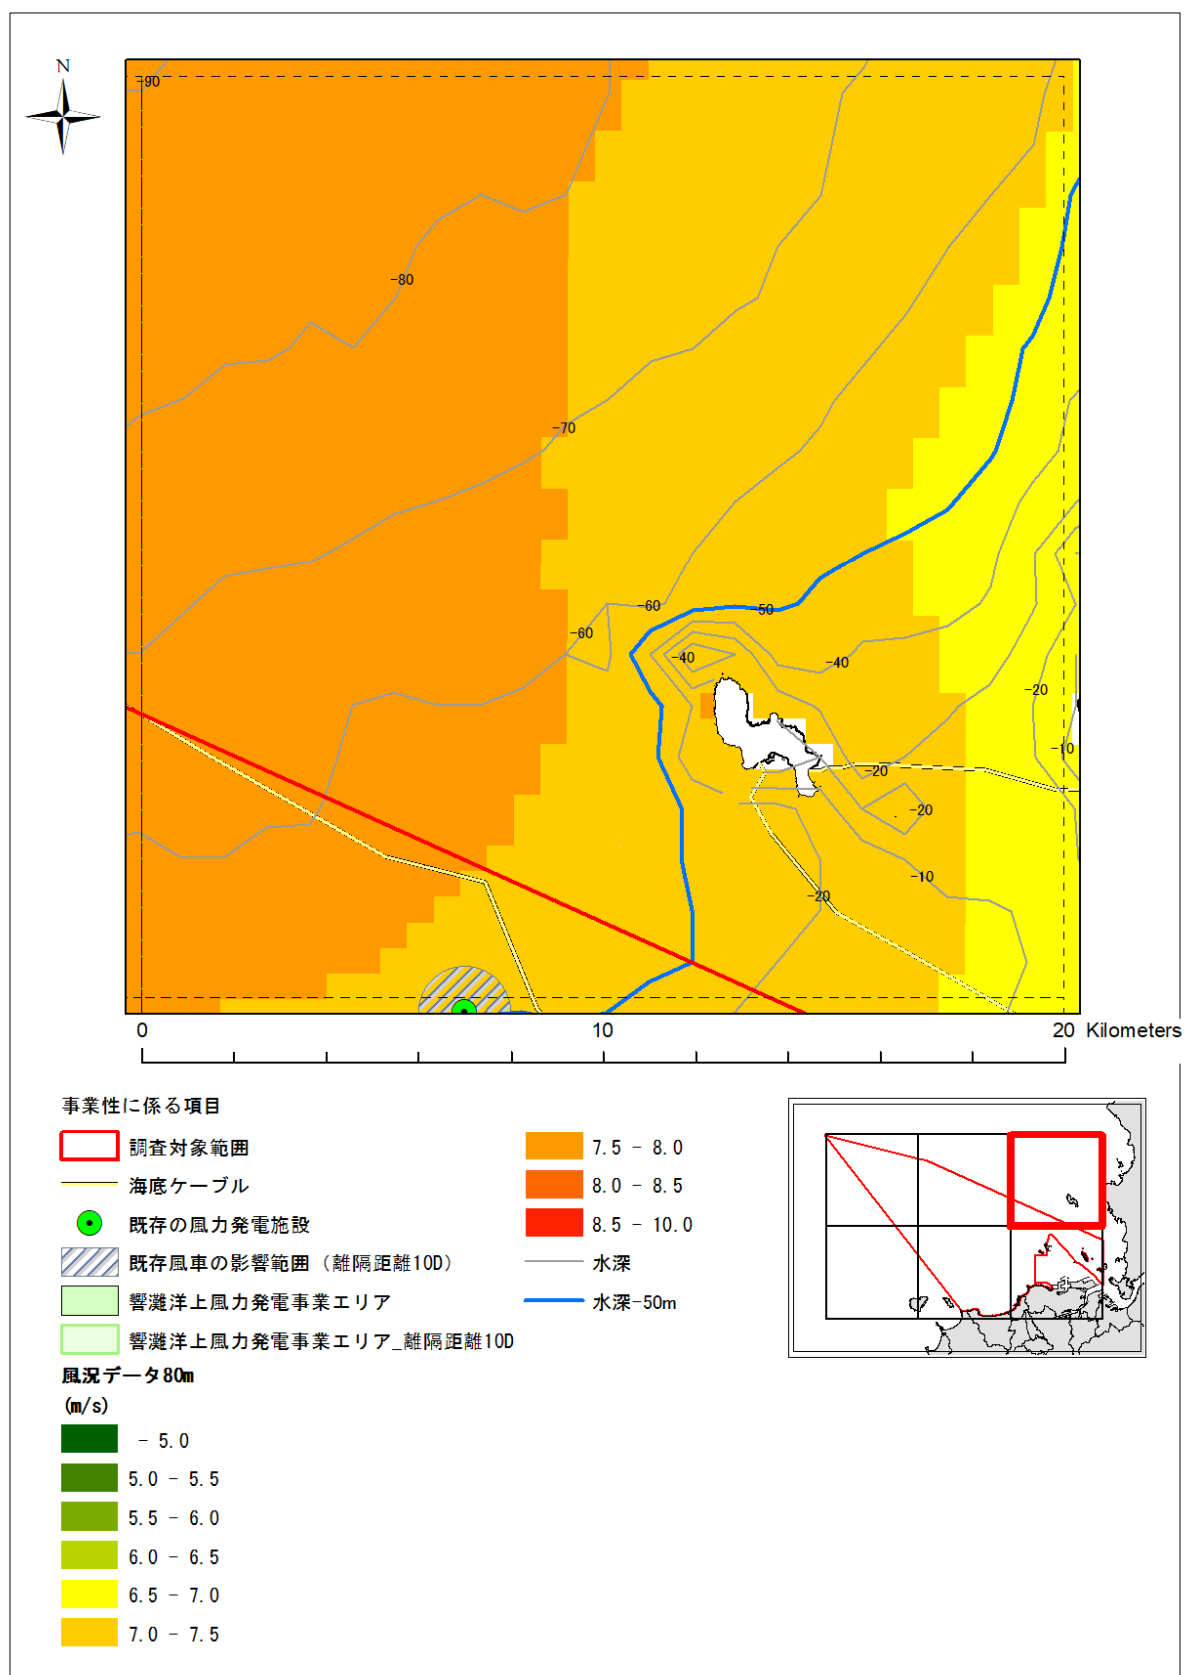 N
-90
-80
-70
-60
-60
-50
-40
-40
-20
-10
-20
-20
-10
-20
0 10 20 Kilometers
事業性に係る項目
調査対象範囲
海底ケーブル
既存の風力発電施設
既存風車の影響範囲（離隔距離10D）
響灘洋上風力発電事業エリア
響灘洋上風力発電事業エリア_離隔距離10D
風況データ80m
(m/s)
- 5.0
5.0 - 5.5
5.5 - 6.0
6.0 - 6.5
6.5 - 7.0
7.0 - 7.5
7.5 - 8.0
8.0 - 8.5
8.5 - 10.0
水深
水深-50m